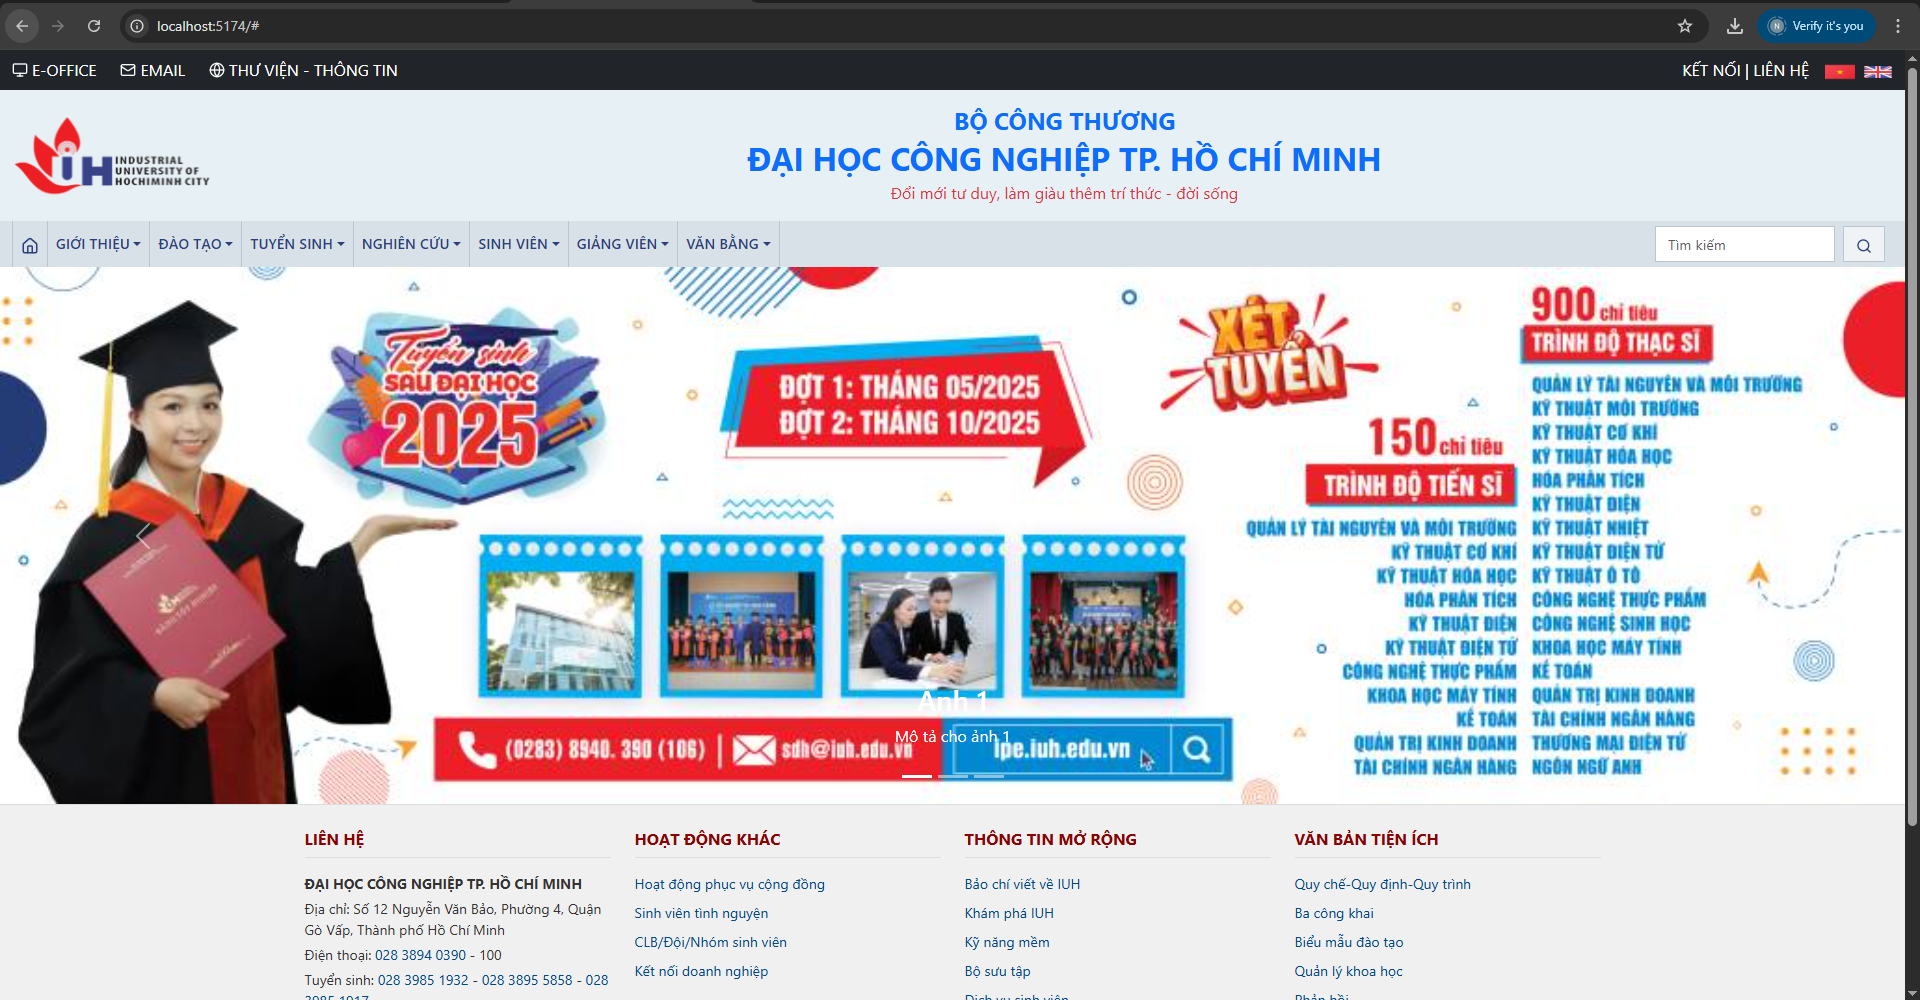 localhost:5174/#
Verify it's you
E-OFFICE
EMAIL
THƯ VIỆN - THÔNG TIN
KẾT NỐI | LIÊN HỆ
INDUSTRIAL
UNIVERSITY OF
HOCHIMINH CITY
BỘ CÔNG THƯƠNG
ĐẠI HỌC CÔNG NGHIỆP TP. HỒ CHÍ MINH
Đổi mới tư duy, làm giàu thêm trí thức - đời sống
GIỚI THIỆU
ĐÀO TẠO
TUYỂN SINH
NGHIÊN CỨU
SINH VIÊN
GIẢNG VIÊN
VĂN BẰNG
Tìm kiếm
Tuyển sinh
SAU ĐẠI HỌC
2025
ĐỢT 1: THÁNG 05/2025
ĐỢT 2: THÁNG 10/2025
XÉT
TUYỂN
900 chỉ tiêu
TRÌNH ĐỘ THẠC SĨ
QUẢN LÝ TÀI NGUYÊN VÀ MÔI TRƯỜNG
KỸ THUẬT MÔI TRƯỜNG
KỸ THUẬT CƠ KHÍ
KỸ THUẬT HÓA HỌC
HÓA PHÂN TÍCH
KỸ THUẬT ĐIỆN
KỸ THUẬT NHIỆT
KỸ THUẬT ĐIỆN TỬ
KỸ THUẬT Ô TÔ
CÔNG NGHỆ THỰC PHẨM
CÔNG NGHỆ SINH HỌC
KHOA HỌC MÁY TÍNH
KẾ TOÁN
QUẢN TRỊ KINH DOANH
TÀI CHÍNH NGÂN HÀNG
THƯƠNG MẠI ĐIỆN TỬ
NGÔN NGỮ ANH
150 chỉ tiêu
TRÌNH ĐỘ TIẾN SĨ
QUẢN LÝ TÀI NGUYÊN VÀ MÔI TRƯỜNG
KỸ THUẬT CƠ KHÍ
KỸ THUẬT HÓA HỌC
HÓA PHÂN TÍCH
KỸ THUẬT ĐIỆN
KỸ THUẬT ĐIỆN TỬ
CÔNG NGHỆ THỰC PHẨM
KHOA HỌC MÁY TÍNH
KẾ TOÁN
QUẢN TRỊ KINH DOANH
TÀI CHÍNH NGÂN HÀNG
Ảnh 1
Mô tả cho ảnh 1
(0283) 8940. 390 (106) | sdh@iuh.edu.vn
ipe.iuh.edu.vn
LIÊN HỆ
ĐẠI HỌC CÔNG NGHIỆP TP. HỒ CHÍ MINH
Địa chỉ: Số 12 Nguyễn Văn Bảo, Phường 4, Quận
Gò Vấp, Thành phố Hồ Chí Minh
Điện thoại: 028 3894 0390 - 100
Tuyển sinh: 028 3985 1932 - 028 3895 5858 - 028
3985 1917
HOẠT ĐỘNG KHÁC
Hoạt động phục vụ cộng đồng
Sinh viên tình nguyện
CLB/Đội/Nhóm sinh viên
Kết nối doanh nghiệp
THÔNG TIN MỞ RỘNG
Báo chí viết về IUH
Khám phá IUH
Kỹ năng mềm
Bộ sưu tập
Dịch vụ sinh viên
VĂN BẢN TIỆN ÍCH
Quy chế-Quy định-Quy trình
Ba công khai
Biểu mẫu đào tạo
Quản lý khoa học
Phản hồi